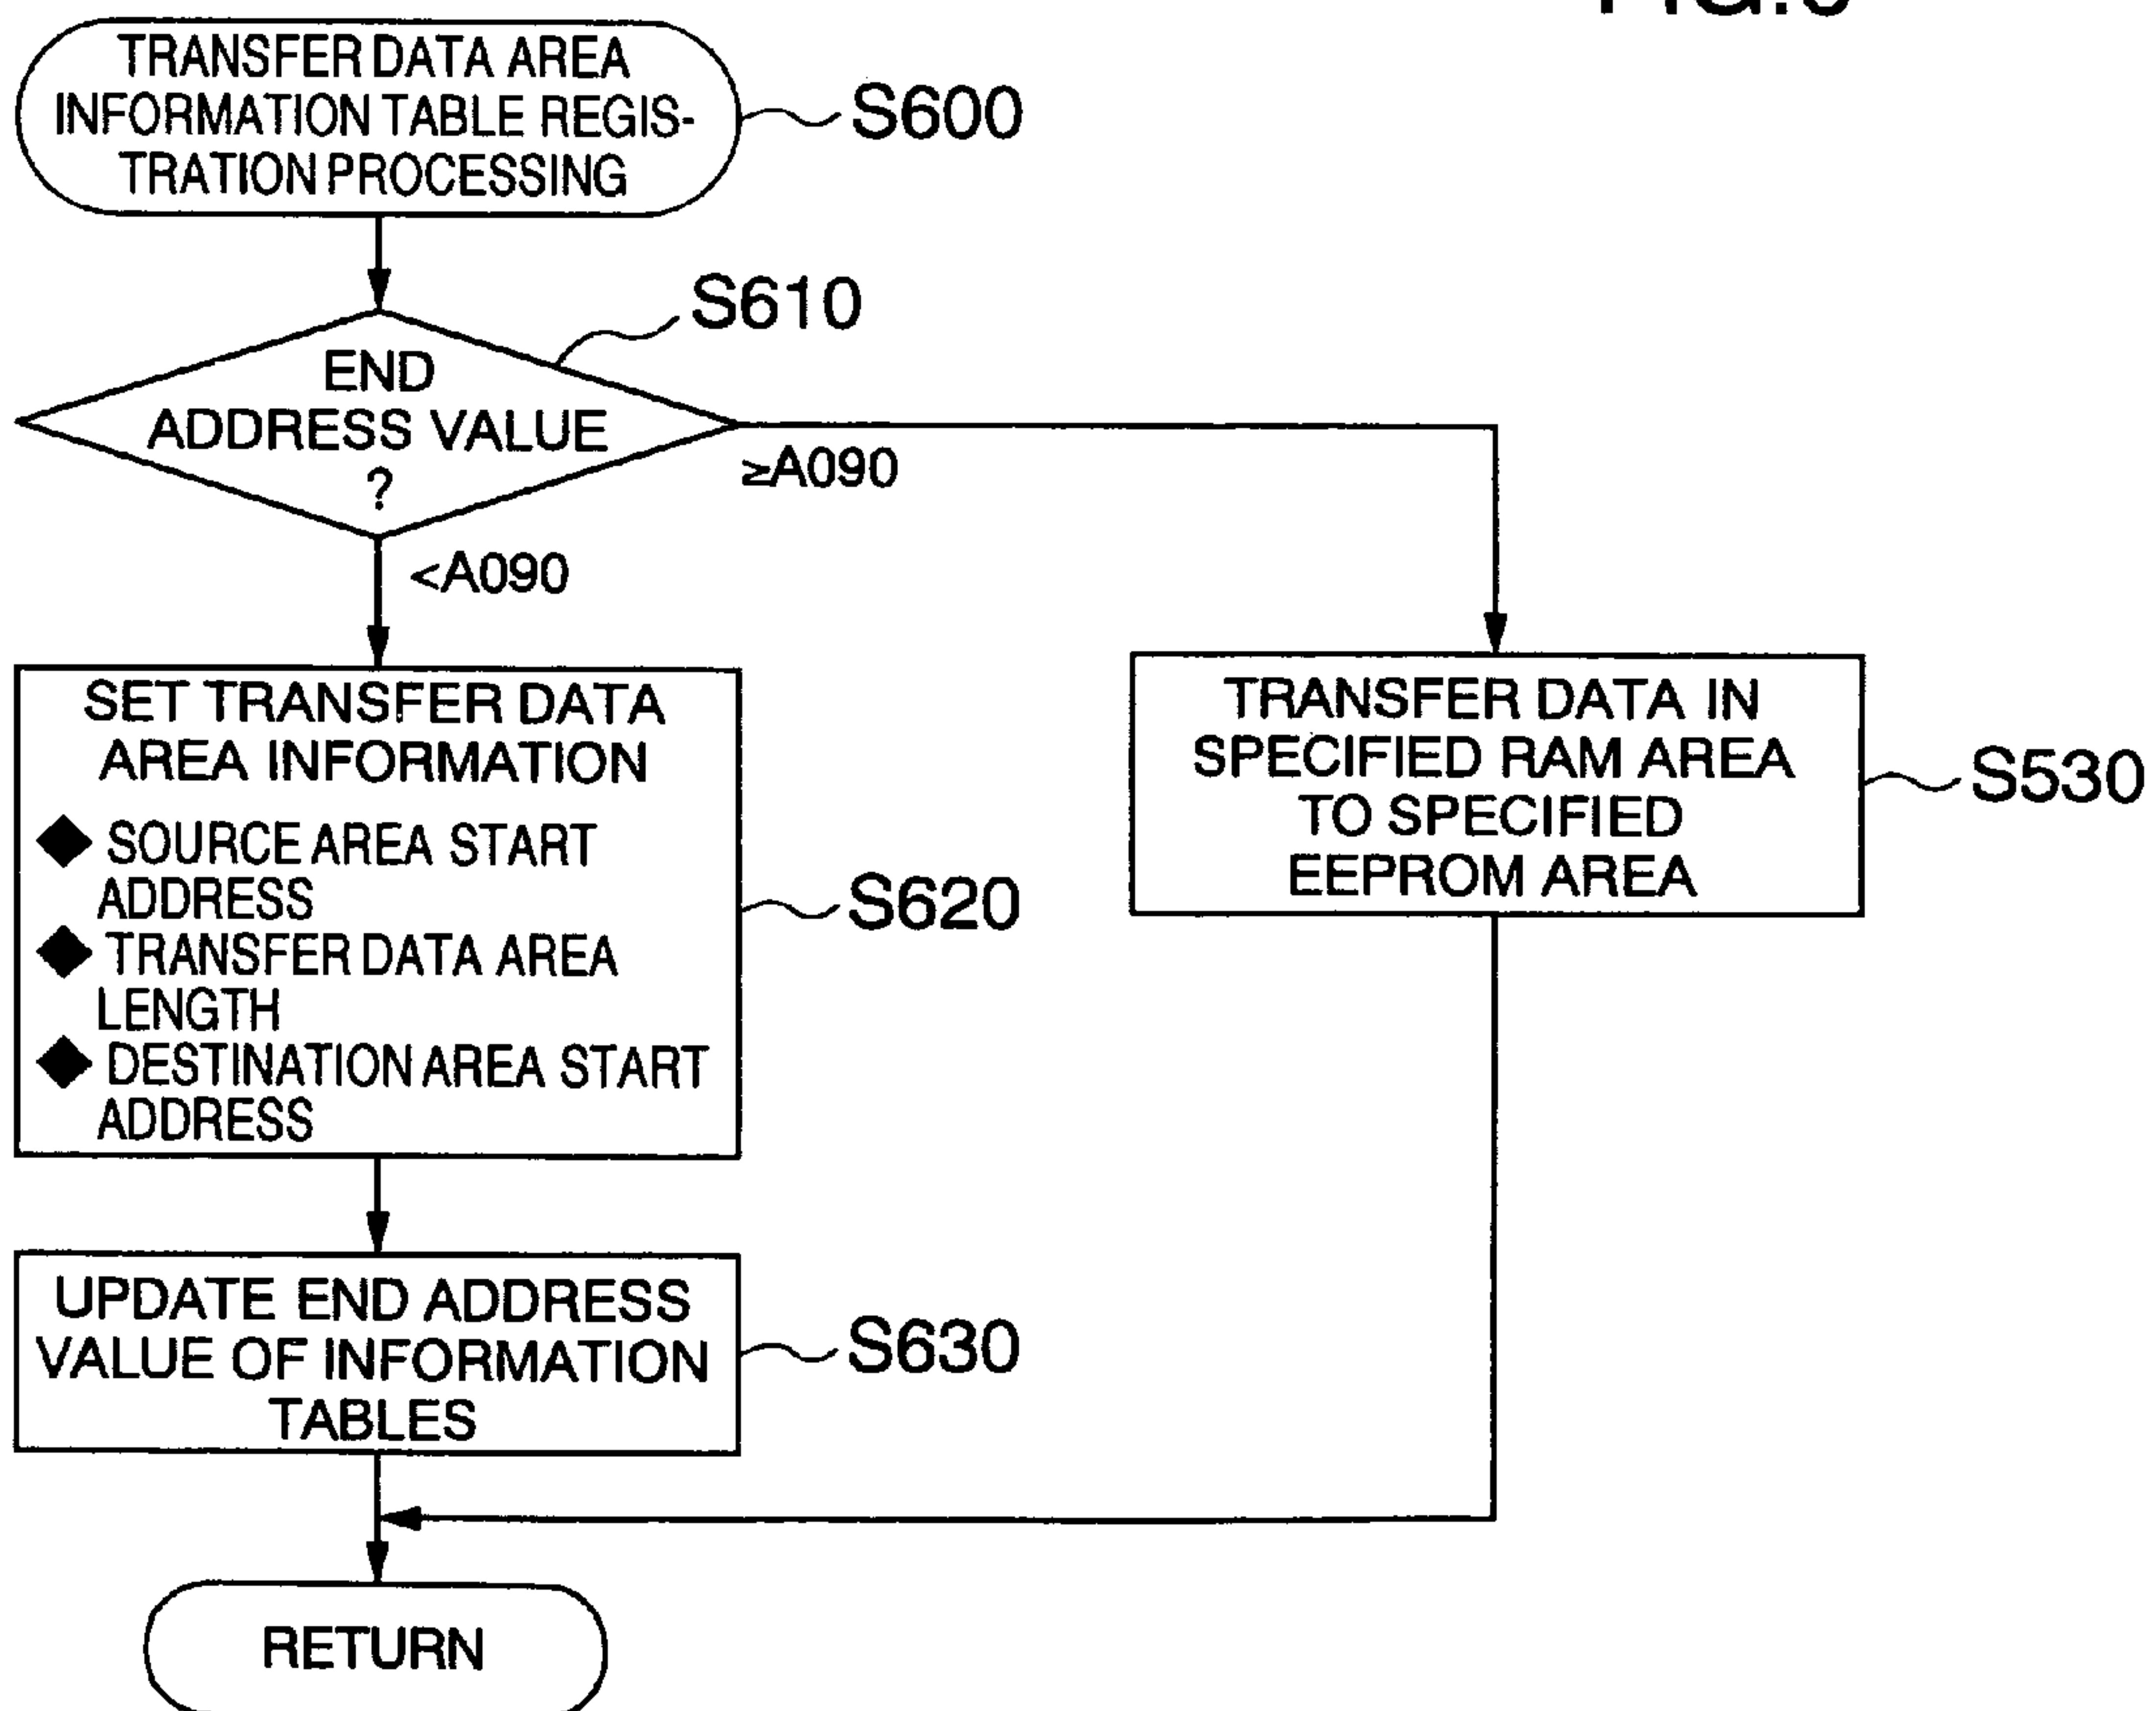 TRANSFER DATA AREA
INFORMATION TABLE REGIS-
TRATION PROCESSING
S600
S610
END
ADDRESS VALUE
?
≥A090
<A090
SET TRANSFER DATA
AREA INFORMATION
◆ SOURCE AREA START
ADDRESS
◆ TRANSFER DATA AREA
LENGTH
◆ DESTINATION AREA START
ADDRESS
S620
TRANSFER DATA IN
SPECIFIED RAM AREA
TO SPECIFIED
EEPROM AREA
S530
UPDATE END ADDRESS
VALUE OF INFORMATION
TABLES
S630
RETURN